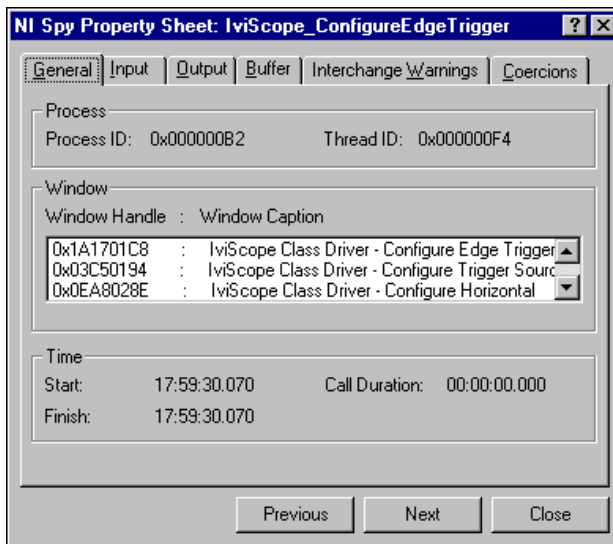 NI Spy Property Sheet: IviScope_ConfigureEdgeTrigger ? ×
General Input Output Buffer Interchange Warnings Coercions
Process
Process ID: 0x000000B2 Thread ID: 0x000000F4
Window
Window Handle : Window Caption
0x1A1701C8 : IviScope Class Driver - Configure Edge Trigger
0x03C50194 : IviScope Class Driver - Configure Trigger Sourc
0x0EA8028E : IviScope Class Driver - Configure Horizontal
Time
Start: 17:59:30.070 Call Duration: 00:00:00.000
Finish: 17:59:30.070
Previous Next Close